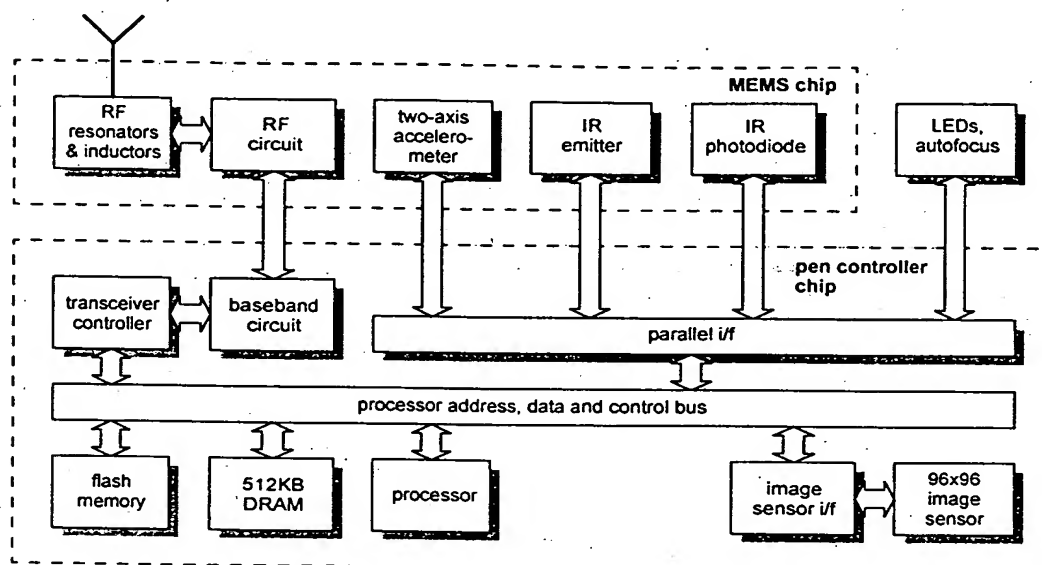 MEMS chip
RF
resonators
& inductors
RF
circuit
two-axis
accelero-
meter
IR
emitter
IR
photodiode
LEDs,
autofocus
pen controller
chip
transceiver
controller
baseband
circuit
parallel i/f
processor address, data and control bus
flash
memory
512KB
DRAM
processor
image
sensor i/f
96x96
image
sensor